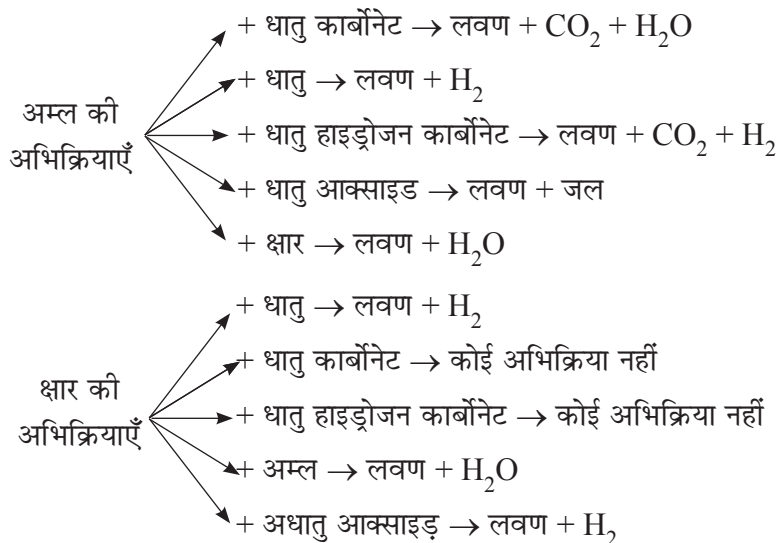 + धातु कार्बोनेट → लवण + CO₂ + H₂O
+ धातु → लवण + H₂
अम्ल की
अभिक्रियाएँ
+ धातु हाइड्रोजन कार्बोनेट → लवण + CO₂ + H₂
+ धातु आक्साइड → लवण + जल
+ क्षार → लवण + H₂O
+ धातु → लवण + H₂
+ धातु कार्बोनेट → कोई अभिक्रिया नहीं
क्षार की
अभिक्रियाएँ
+ धातु हाइड्रोजन कार्बोनेट → कोई अभिक्रिया नहीं
+ अम्ल → लवण + H₂O
+ अधातु आक्साइड़ → लवण + H₂